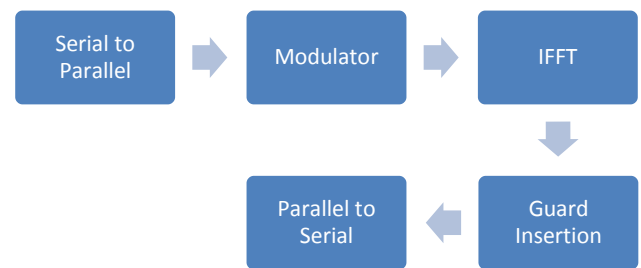 Serial to
Parallel
Modulator
IFFT
Guard
Insertion
Parallel to
Serial